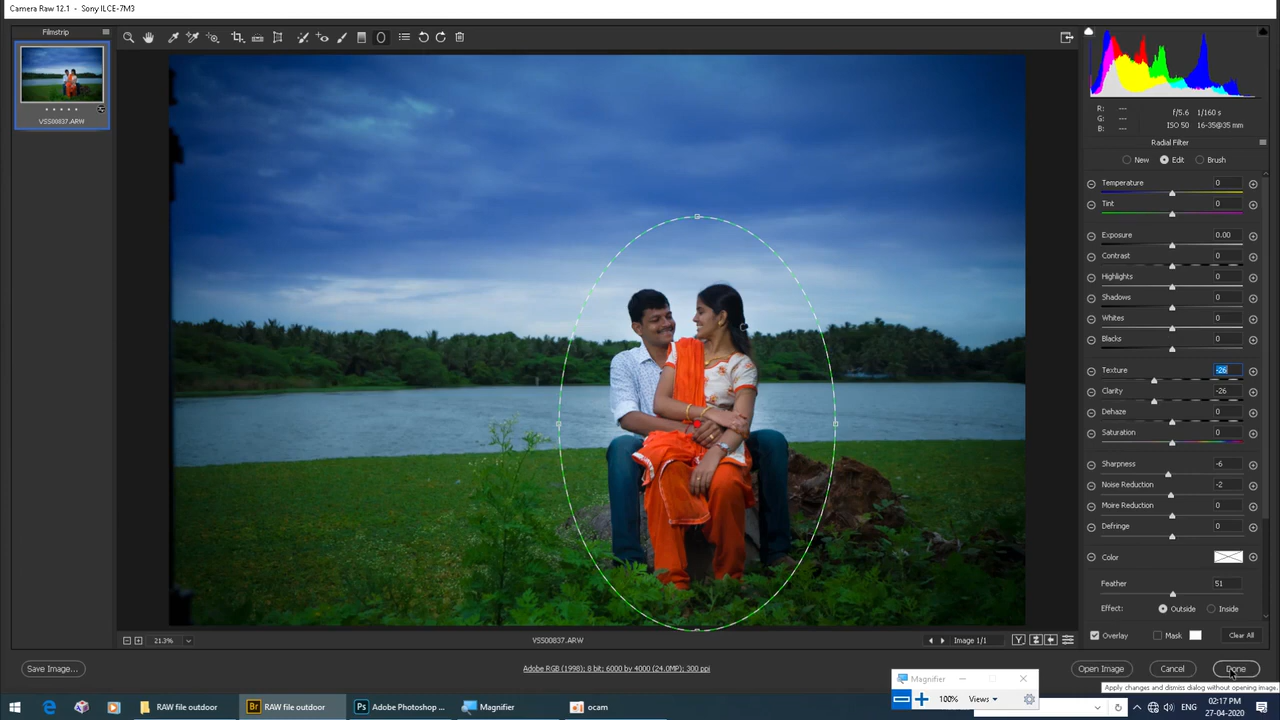 Camera Raw 12.1 - Sony ILCE-7M3
Filmstrip
VSS00837.ARW
R: ---
G: ---
B: ---
f/5.6 1/160 s
ISO 50 16-35@35 mm
Radial Filter
New Edit Brush
Temperature 0
Tint 0
Exposure 0.00
Contrast 0
Highlights 0
Shadows 0
Whites 0
Blacks 0
Texture -26
Clarity -26
Dehaze 0
Saturation 0
Sharpness -6
Noise Reduction -2
Moire Reduction 0
Defringe 0
Color
Feather 51
Effect: Outside Inside
Overlay Mask Clear All
21.3%
VSS00837.ARW
Image 1/1
Y
Save Image...
Adobe RGB (1998); 8 bit; 6000 by 4000 (24.0MP); 300 ppi
Open Image Cancel Done
Apply changes and dismiss dialog without opening image.
Magnifier
100% Views
RAW file outdoor
Br RAW file outdoor
Ps Adobe Photoshop ...
Magnifier
ocam
ENG
02:17 PM
27-04-2020